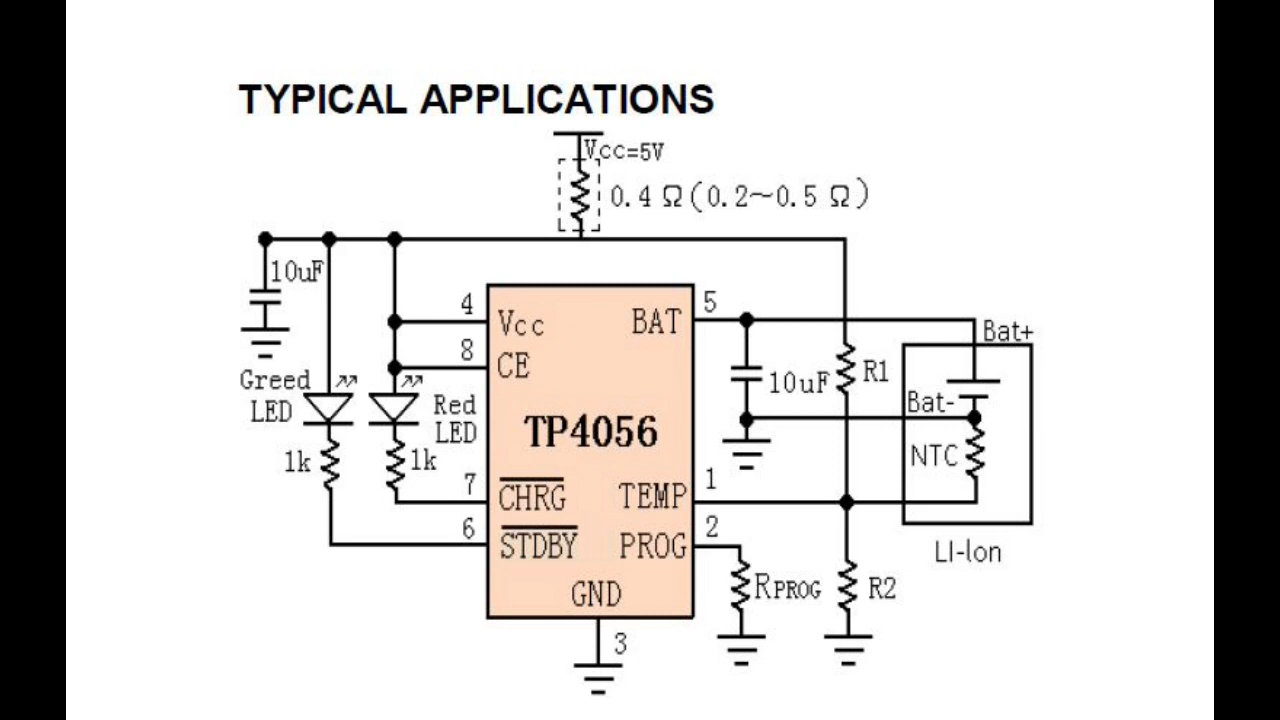 TYPICAL APPLICATIONS
Vcc=5V
0.4 Ω(0.2~0.5 Ω)
10uF
4
Vcc
BAT
5
8
CE
Bat+
Greed
LED
Red
LED
10uF
R1
Bat-
TP4056
1k
1k
NTC
7
CHRG
TEMP
1
6
STDBY
PROG
2
LI-lon
GND
RPROG
R2
3